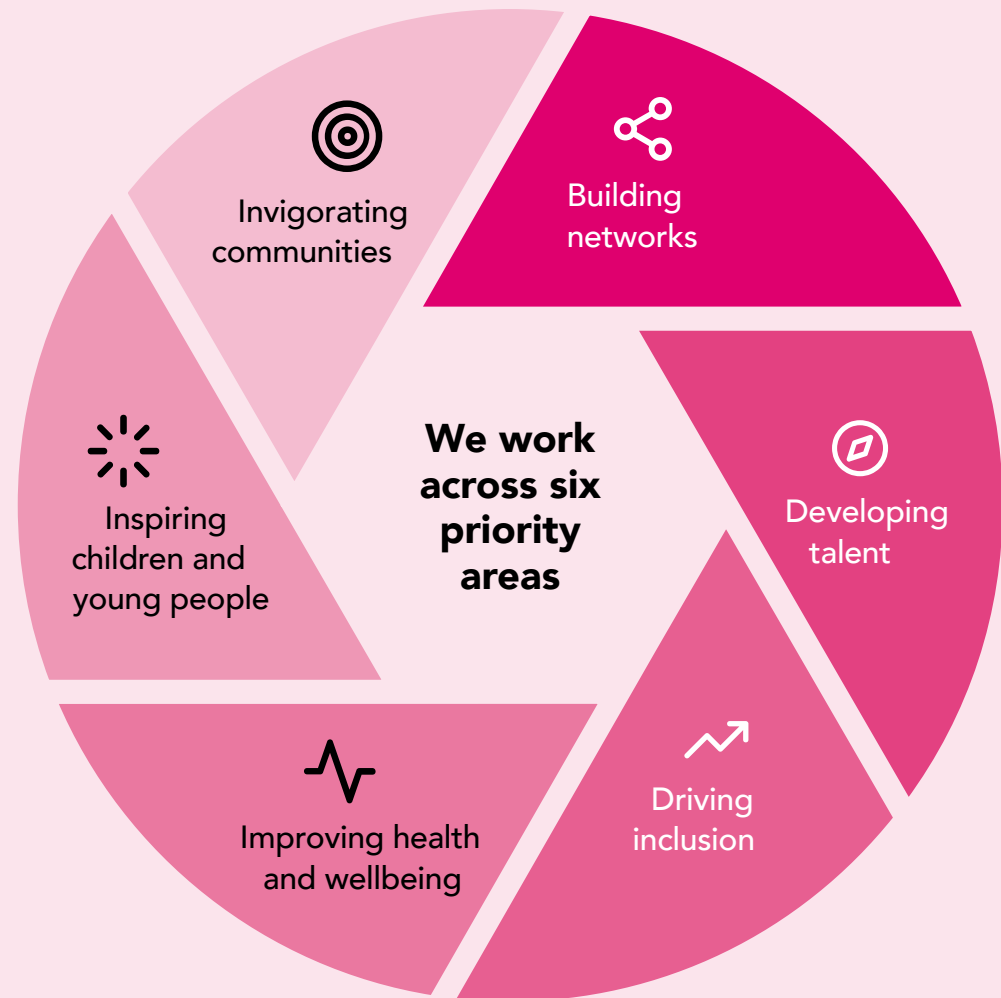 We work
across six
priority
areas
Building
networks
Developing
talent
Driving
inclusion
Improving health
and wellbeing
Inspiring
children and
young people
Invigorating
communities